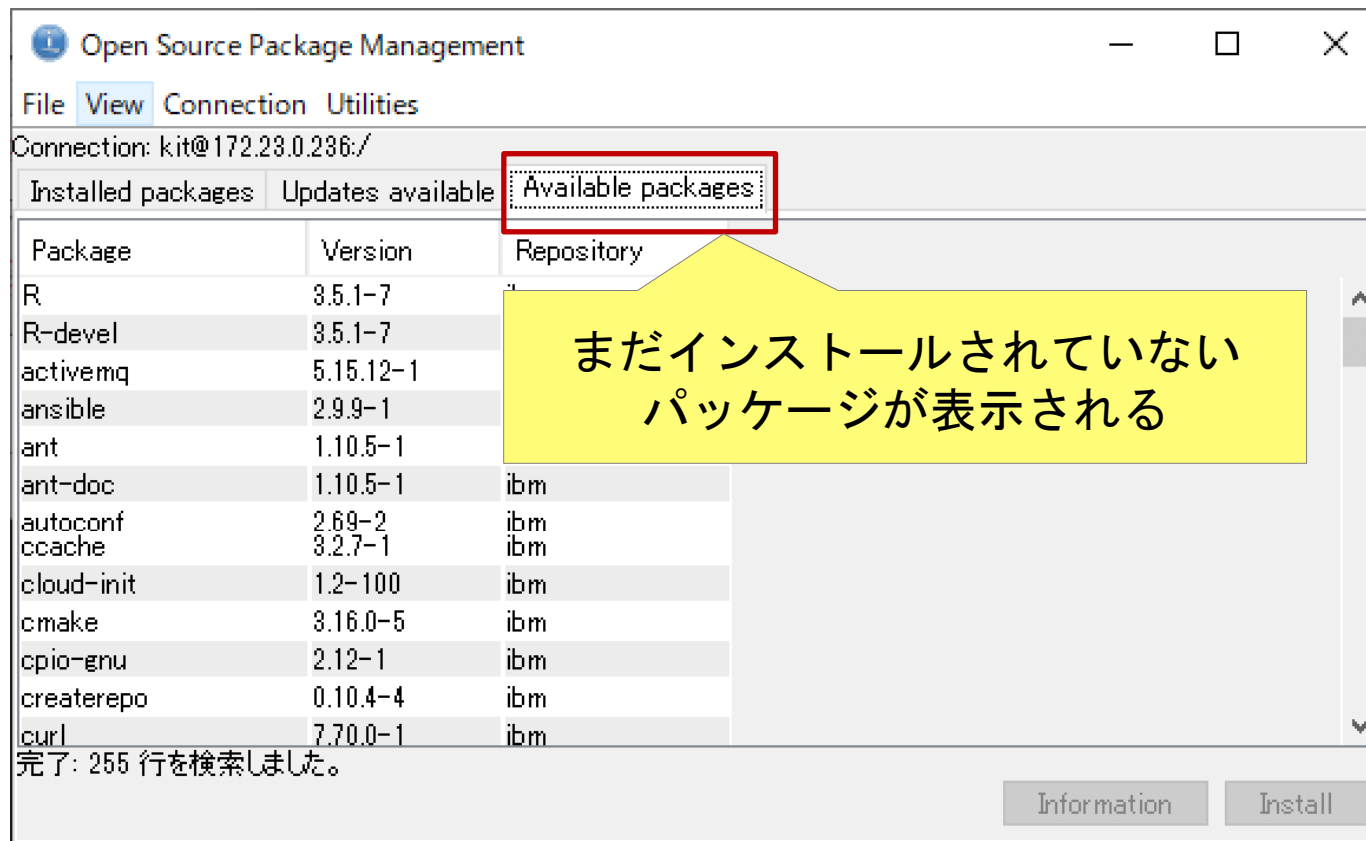 Open Source Package Management
File View Connection Utilities
Connection: kit@172.23.0.236:/
Installed packages Updates available Available packages
Package Version Repository
R 3.5.1-7
R-devel 3.5.1-7
activemq 5.15.12-1
ansible 2.9.9-1
ant 1.10.5-1
まだインストールされていない
パッケージが表示される
ant-doc 1.10.5-1 ibm
autoconf 2.69-2 ibm
ccache 3.2.7-1 ibm
cloud-init 1.2-100 ibm
cmake 3.16.0-5 ibm
cpio-gnu 2.12-1 ibm
createrepo 0.10.4-4 ibm
curl 7.70.0-1 ibm
完了: 255 行を検索しました。
Information Install